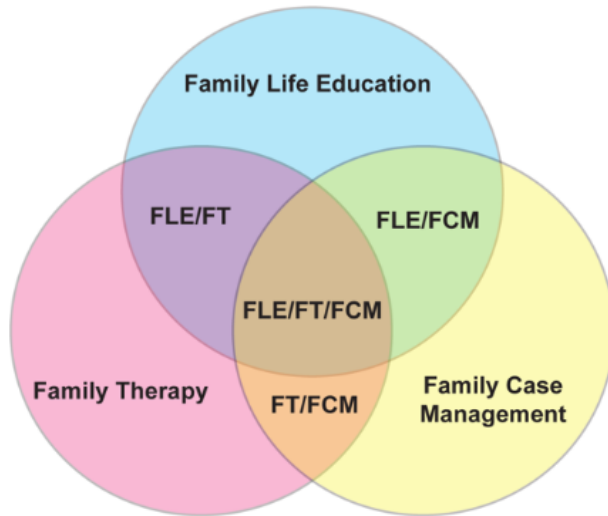 Family Life Education
FLE/FT
FLE/FCM
FLE/FT/FCM
Family Therapy
FT/FCM
Family Case
Management